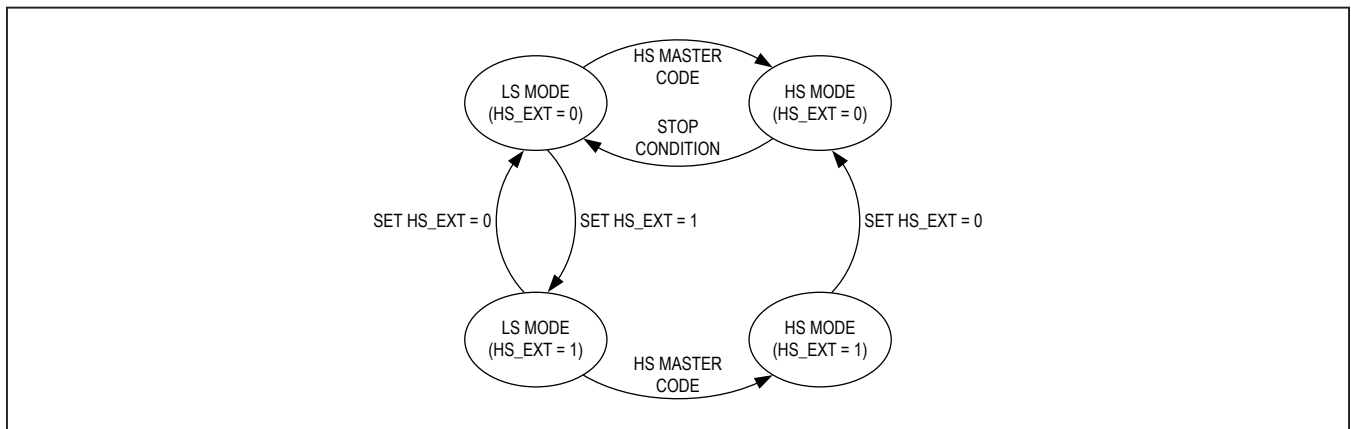 HS MASTER
CODE
LS MODE
(HS_EXT = 0)
HS MODE
(HS_EXT = 0)
STOP
CONDITION
SET HS_EXT = 0
SET HS_EXT = 1
SET HS_EXT = 0
LS MODE
(HS_EXT = 1)
HS MODE
(HS_EXT = 1)
HS MASTER
CODE